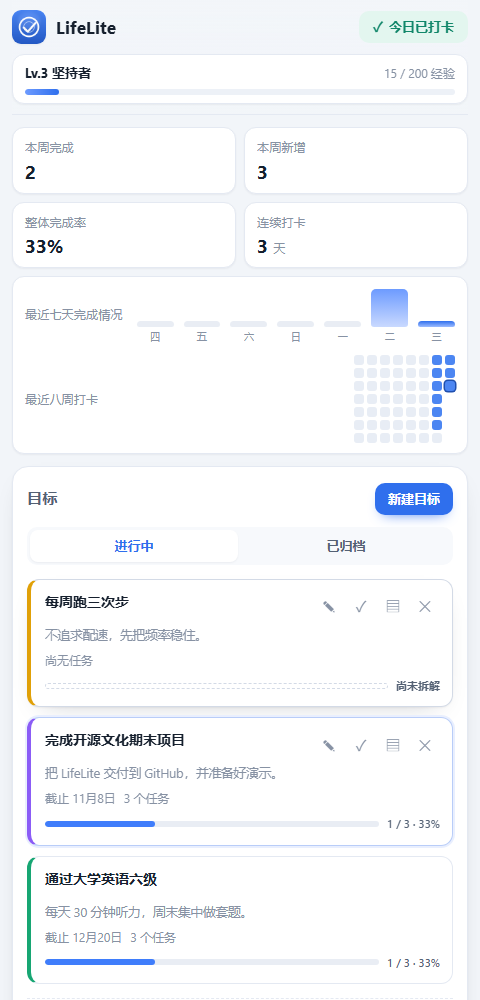 LifeLite
✓ 今日已打卡
Lv.3 坚持者
15 / 200 经验
本周完成
2
本周新增
3
整体完成率
33%
连续打卡
3 天
最近七天完成情况
四 五 六 日 一 二 三
最近八周打卡
目标
新建目标
进行中
已归档
每周跑三次步
不追求配速，先把频率稳住。
尚无任务
尚未拆解
完成开源文化期末项目
把 LifeLite 交付到 GitHub，并准备好演示。
截止 11月8日 3 个任务
1 / 3 · 33%
通过大学英语六级
每天 30 分钟听力，周末集中做套题。
截止 12月20日 3 个任务
1 / 3 · 33%